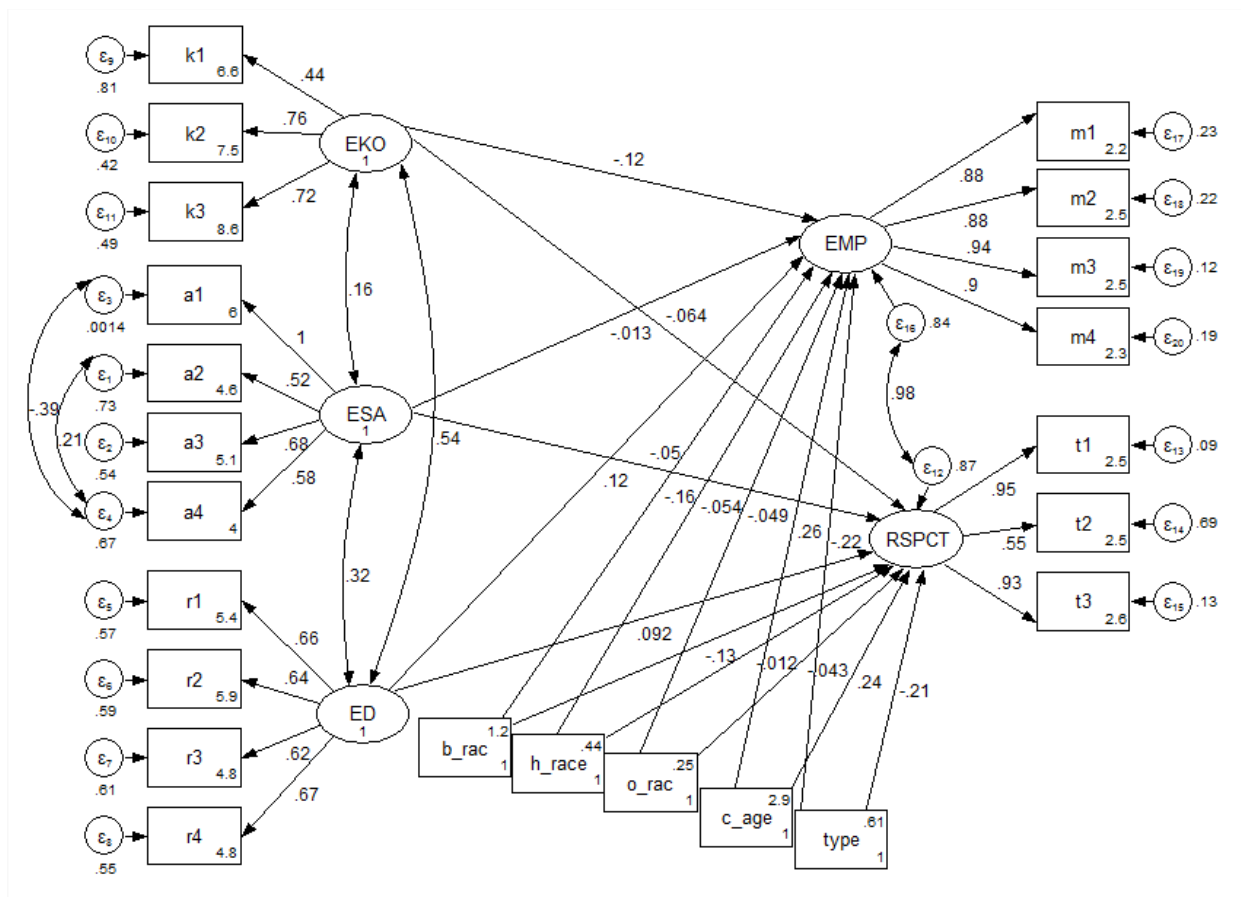 ε9
.81
k1
6.6
.44
ε10
.42
k2
7.5
.76
EKO
1
ε11
.49
k3
8.6
.72
-.12
m1
2.2
ε17
.23
.88
m2
2.5
ε18
.22
.88
EMP
m3
2.5
ε19
.12
.94
m4
2.3
ε20
.19
.9
ε3
.0014
a1
6
1
.16
-.064
-.013
ε16
.84
ε1
.73
a2
4.6
.52
-.39
.21
ESA
1
.98
ε2
.54
a3
5.1
.68
.54
ε4
.67
a4
4
.58
-.05
.12
-.16
-.054
-.049
.26
-.22
ε12
.87
t1
2.5
ε13
.09
.95
RSPCT
t2
2.5
ε14
.69
.55
t3
2.6
ε15
.13
.93
.32
ε5
.57
r1
5.4
.66
.092
-.13
-.012
-.043
.24
-.21
ε6
.59
r2
5.9
.64
ED
1
ε7
.61
r3
4.8
.62
ε8
.55
r4
4.8
.67
1.2
b_rac
1
.44
h_race
1
.25
o_rac
1
2.9
c_age
1
.61
type
1